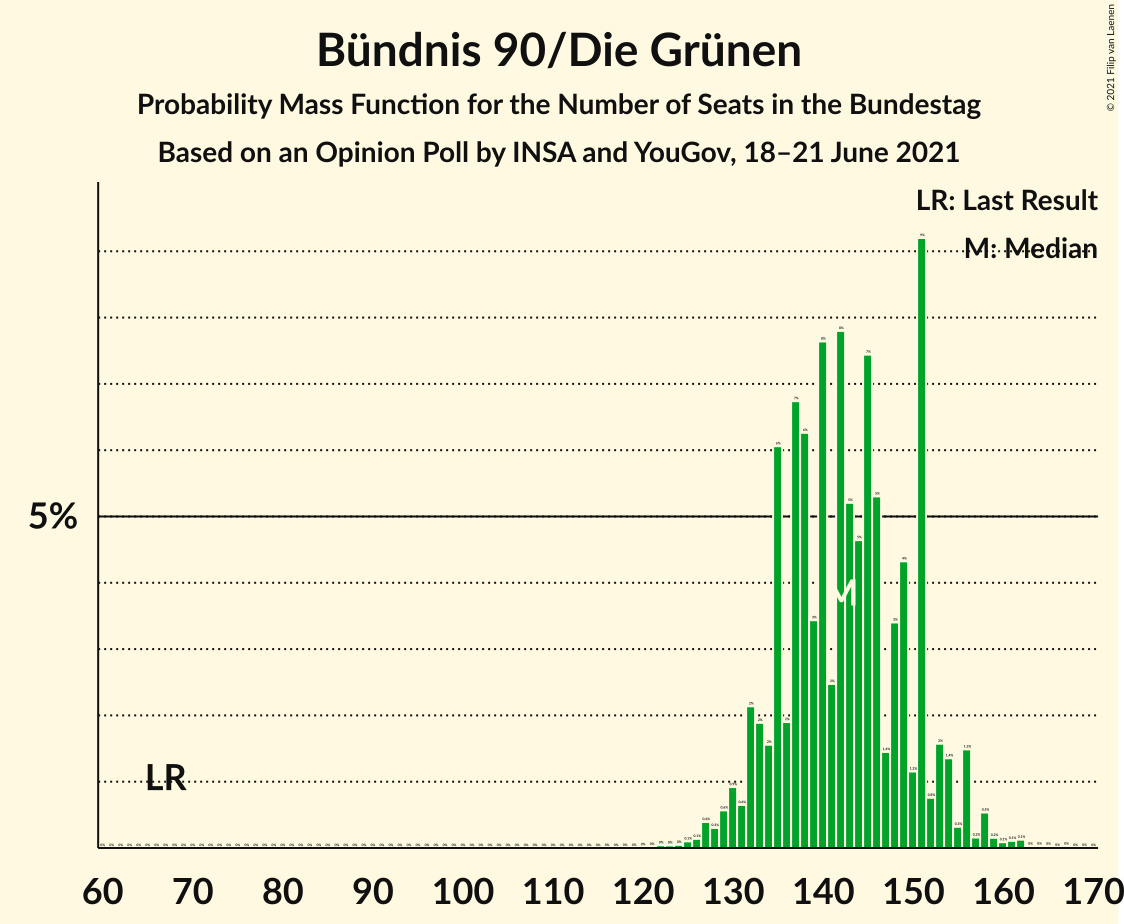 Bündnis 90/Die Grünen
Probability Mass Function for the Number of Seats in the Bundestag
Based on an Opinion Poll by INSA and YouGov, 18–21 June 2021
© 2021 Filip van Laenen
LR: Last Result
M: Median
5%
M
LR
60 70 80 90 100 110 120 130 140 150 160 170